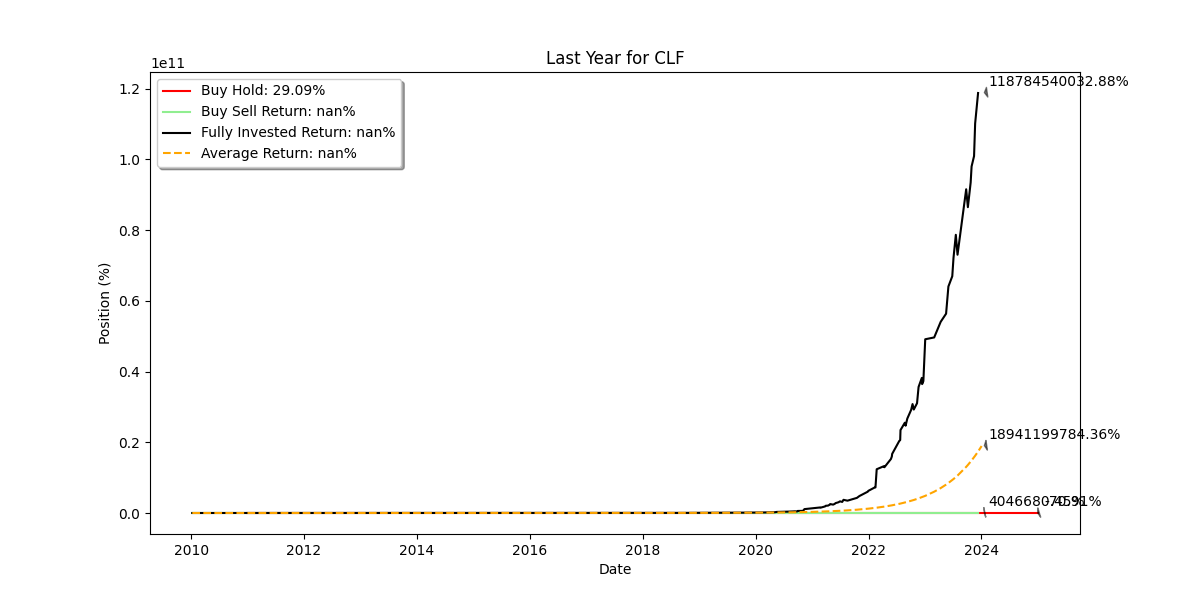 Last Year for CLF
1e11
Buy Hold: 29.09%
Buy Sell Return: nan%
Fully Invested Return: nan%
Average Return: nan%
118784540032.88%
18941199784.36%
1.2
1.0
0.8
0.6
0.4
0.2
0.0
Position (%)
2010
2012
2014
2016
2018
2020
2022
2024
Date